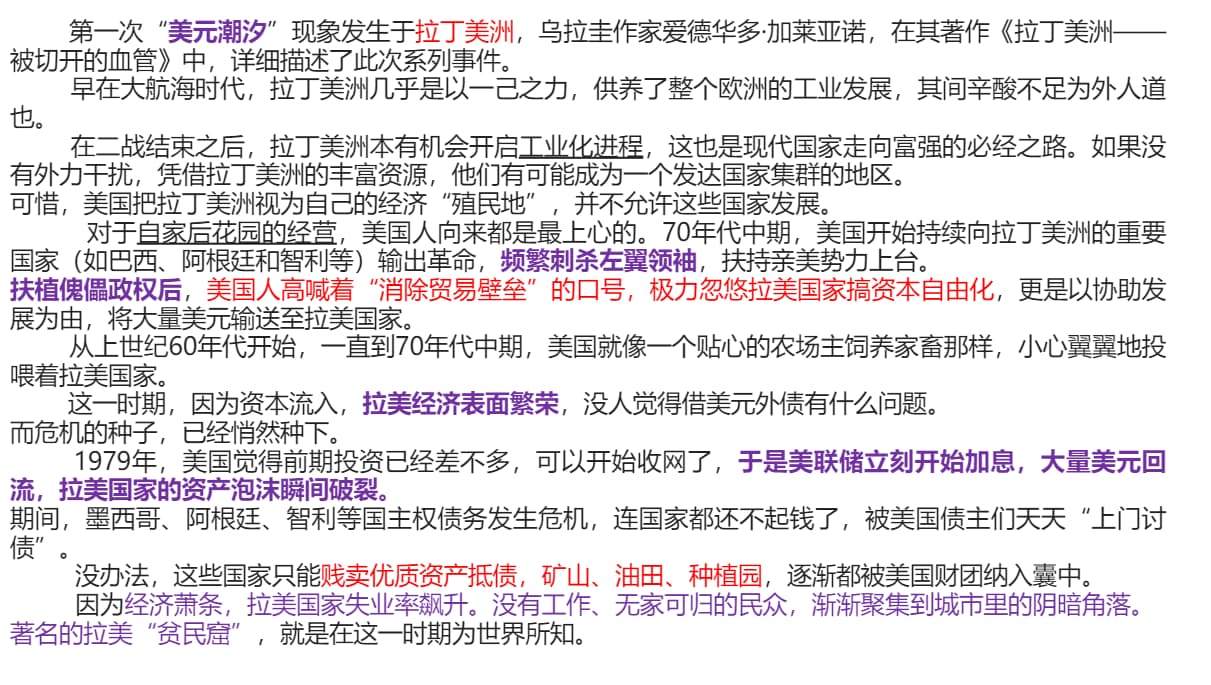 第一次“美元潮汐”现象发生于拉丁美洲，乌拉圭作家爱德华多·加莱亚诺，在其著作《拉丁美洲——
被切开的血管》中，详细描述了此次系列事件。
早在大航海时代，拉丁美洲几乎是以一己之力，供养了整个欧洲的工业发展，其间辛酸不足为外人道
也。
在二战结束之后，拉丁美洲本有机会开启工业化进程，这也是现代国家走向富强的必经之路。如果没
有外力干扰，凭借拉丁美洲的丰富资源，他们有可能成为一个发达国家集群的地区。
可惜，美国把拉丁美洲视为自己的经济“殖民地”，并不允许这些国家发展。
对于自家后花园的经营，美国人向来都是最上心的。70年代中期，美国开始持续向拉丁美洲的重要
国家（如巴西、阿根廷和智利等）输出革命，频繁刺杀左翼领袖，扶持亲美势力上台。
扶植傀儡政权后，美国人高喊着“消除贸易壁垒”的口号，极力忽悠拉美国家搞资本自由化，更是以协助发
展为由，将大量美元输送至拉美国家。
从上世纪60年代开始，一直到70年代中期，美国就像一个贴心的农场主饲养家畜那样，小心翼翼地投
喂着拉美国家。
这一时期，因为资本流入，拉美经济表面繁荣，没人觉得借美元外债有什么问题。
而危机的种子，已经悄然种下。
1979年，美国觉得前期投资已经差不多，可以开始收网了，于是美联储立刻开始加息，大量美元回
流，拉美国家的资产泡沫瞬间破裂。
期间，墨西哥、阿根廷、智利等国主权债务发生危机，连国家都还不起钱了，被美国债主们天天“上门讨
债”。
没办法，这些国家只能贱卖优质资产抵债，矿山、油田、种植园，逐渐都被美国财团纳入囊中。
因为经济萧条，拉美国家失业率飙升。没有工作、无家可归的民众，渐渐聚集到城市里的阴暗角落。
著名的拉美“贫民窟”，就是在这一时期为世界所知。